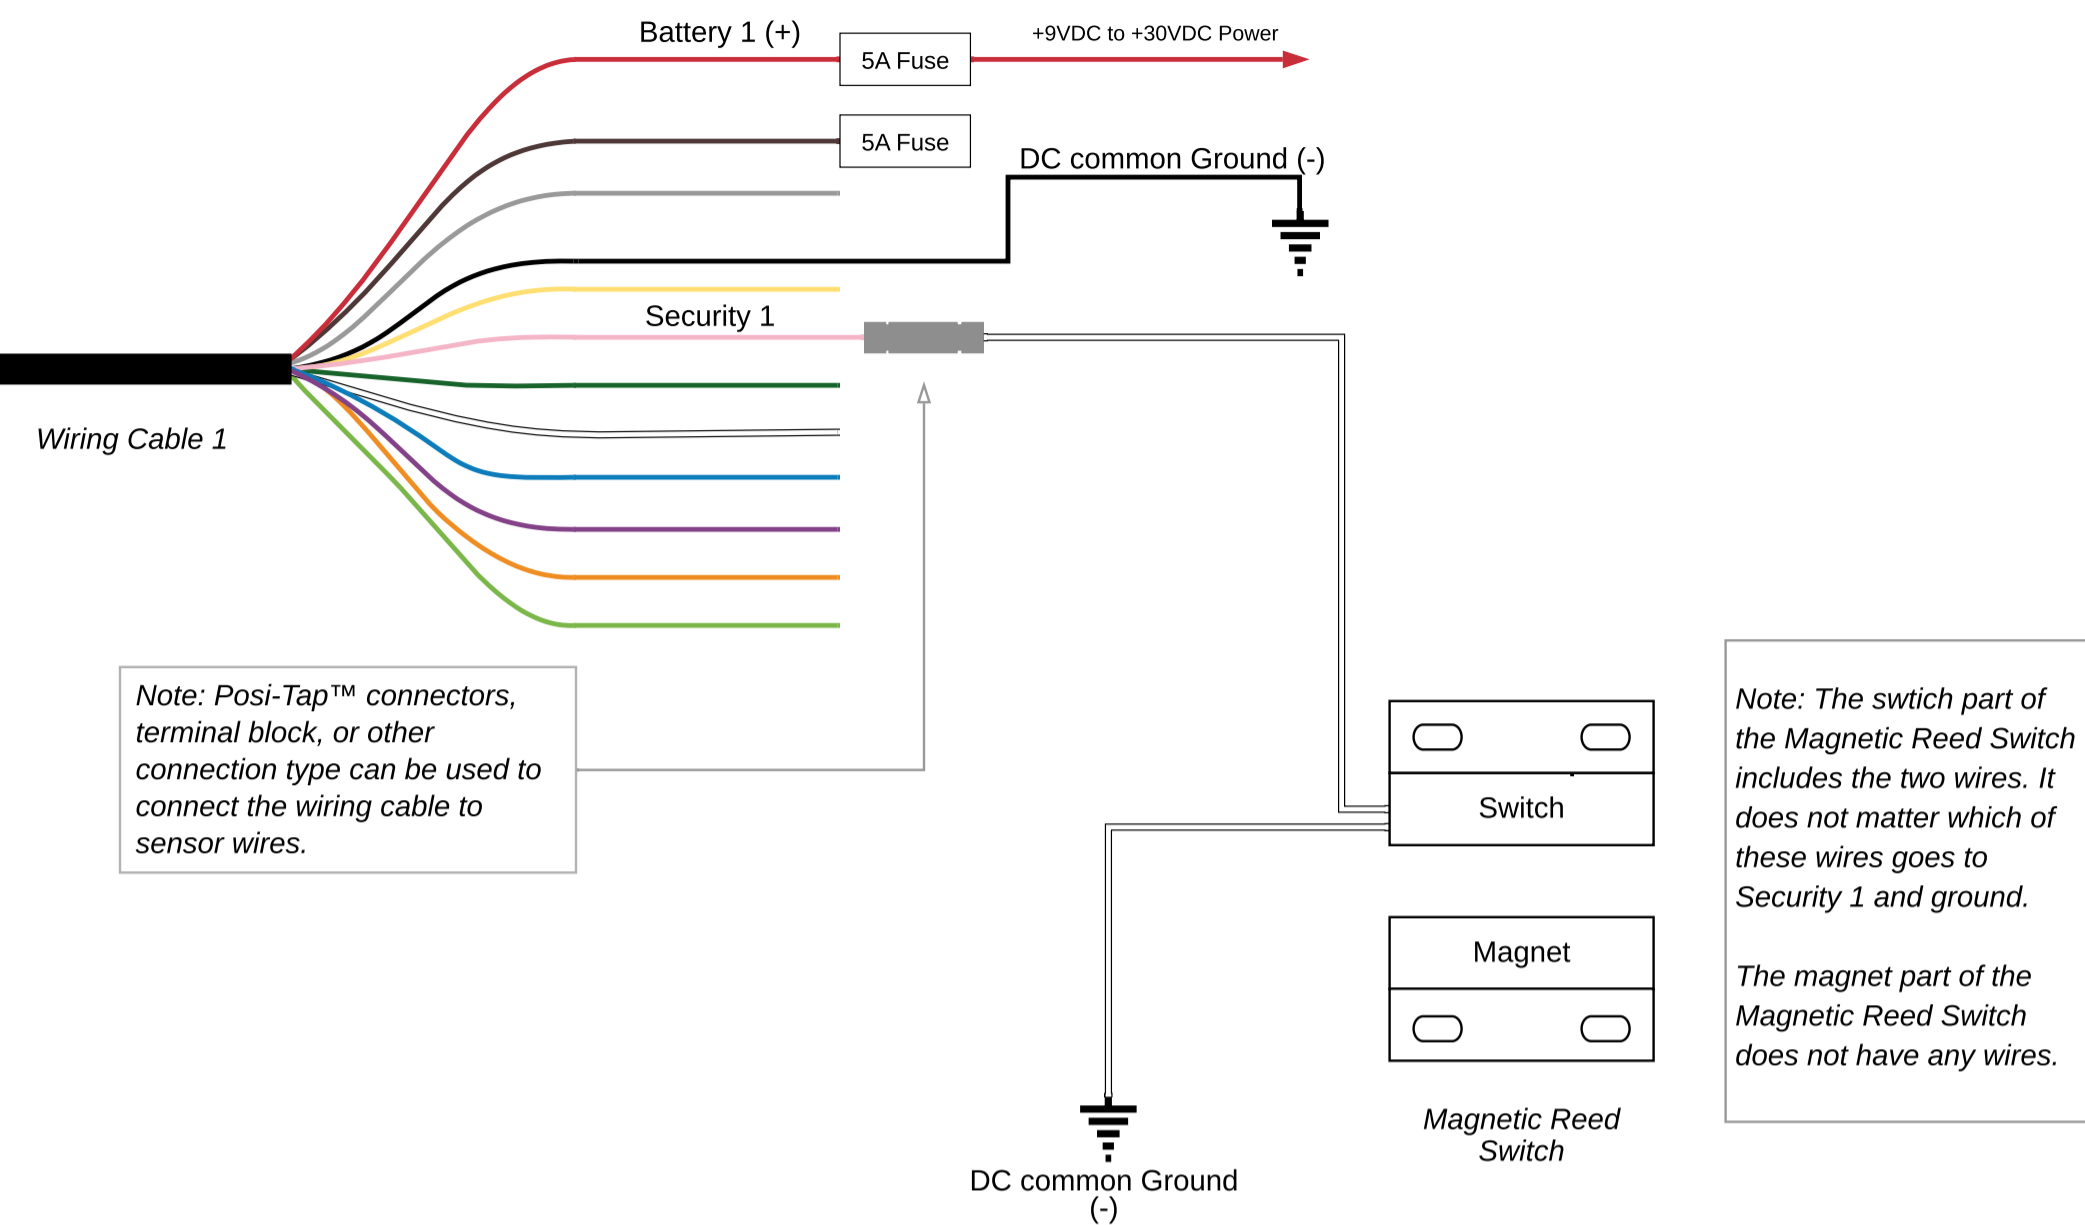 Battery 1 (+)
5A Fuse
+9VDC to +30VDC Power
5A Fuse
DC common Ground (-)
Security 1
Wiring Cable 1
Note: Posi-Tap™ connectors,
terminal block, or other
connection type can be used to
connect the wiring cable to
sensor wires.
Switch
Magnet
Magnetic Reed
Switch
Note: The swtich part of
the Magnetic Reed Switch
includes the two wires. It
does not matter which of
these wires goes to
Security 1 and ground.
The magnet part of the
Magnetic Reed Switch
does not have any wires.
DC common Ground
(-)